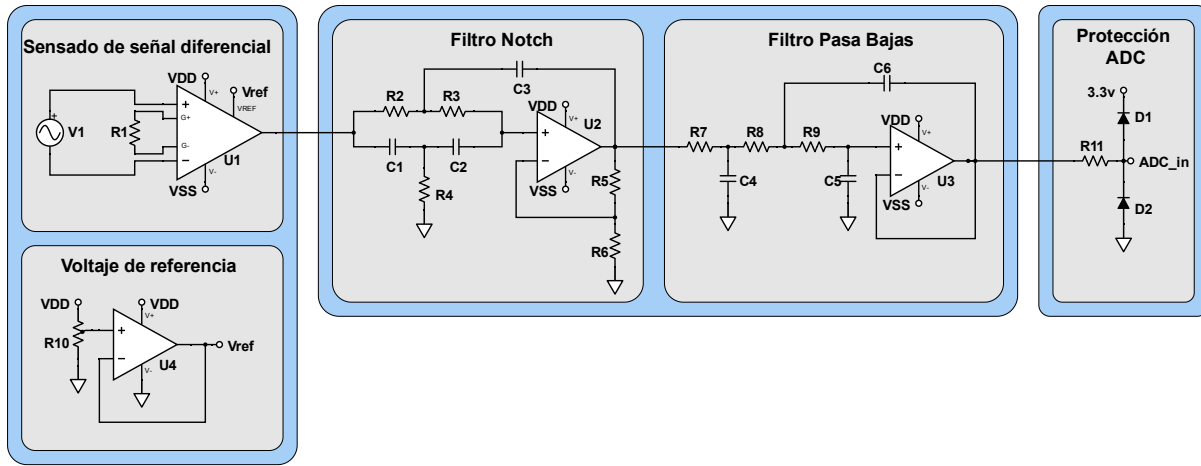 Sensado de señal diferencial
VDD
V+
Vref
VREF
V1
R1
G+
G-
U1
V-
VSS
Voltaje de referencia
VDD
VDD
V+
R10
U4
V-
Vref
Filtro Notch
C3
R2
R3
VDD
V+
U2
C1
C2
R4
V-
VSS
R5
R6
Filtro Pasa Bajas
C6
R7
R8
R9
VDD
V+
C4
C5
U3
V-
VSS
Protección
ADC
3.3v
D1
R11
ADC_in
D2